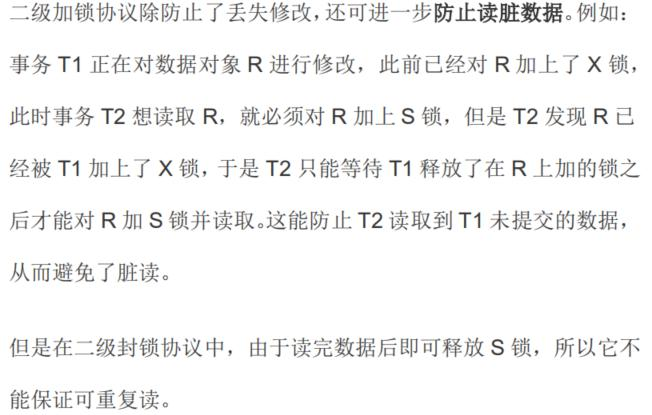 二级加锁协议除防止了丢失修改，还可进一步防止读脏数据。例如：
事务 T1 正在对数据对象 R 进行修改，此前已经对 R 加上了 X 锁，
此时事务 T2 想读取 R，就必须对 R 加上 S 锁，但是 T2 发现 R 已
经被 T1 加上了 X 锁，于是 T2 只能等待 T1 释放了在 R 上加的锁之
后才能对 R 加 S 锁并读取。这能防止 T2 读取到 T1 未提交的数据，
从而避免了脏读。
但是在二级封锁协议中，由于读完数据后即可释放 S 锁，所以它不
能保证可重复读。